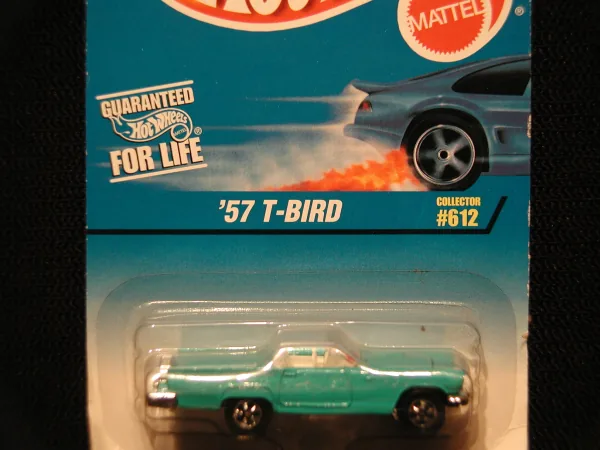 MATTEL
GUARANTEED
Hot Wheels
FOR LIFE
'57 T-BIRD
COLLECTOR
#612